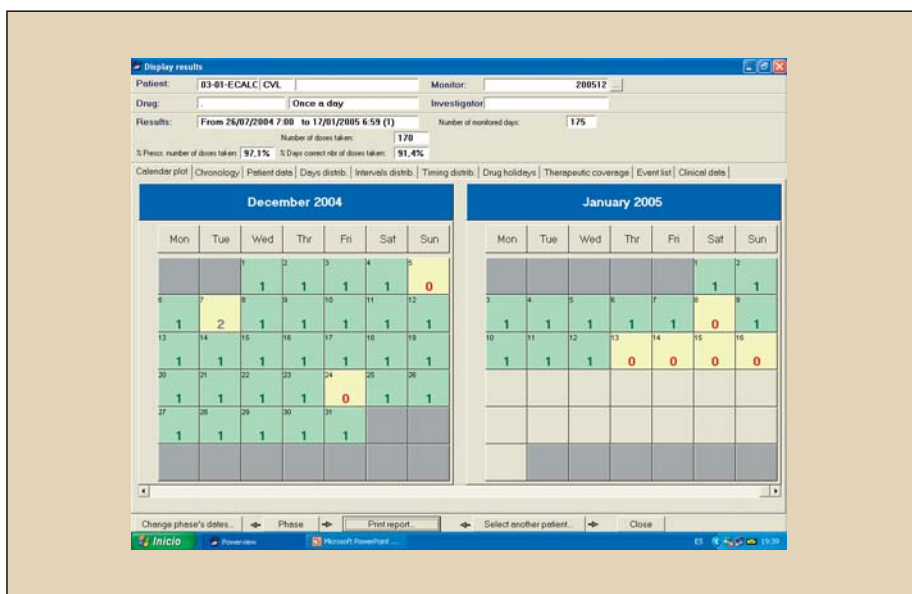 Display results
Patient: 03-01-ECALC CVL Monitor: 200512 ...
Drug: . Once a day Investigator
Results: From 26/07/2004 7:00 to 17/01/2005 6:59 (1) Number of monitored days: 175
Number of doses taken: 170
% Prescr. number of doses taken: 97,1% % Days correct nbr of doses taken: 91,4%
Calendar plot Chronology Patient data Days distrib. Intervals distrib. Timing distrib. Drug holidays Therapeutic coverage Event list Clinical data
December 2004
Mon Tue Wed Thr Fri Sat Sun
1 2 3 4 5
1 1 1 1 0
6 7 8 9 10 11 12
1 2 1 1 1 1 1
13 14 15 16 17 18 19
1 1 1 1 1 1 1
20 21 22 23 24 25 26
1 1 1 1 0 1 1
27 28 29 30 31
1 1 1 1 1
January 2005
Mon Tue Wed Thr Fri Sat Sun
1 2
1 1
3 4 5 6 7 8 9
1 1 1 1 1 0 1
10 11 12 13 14 15 16
1 1 1 0 0 0 0
Change phase's dates... Phase Print report... Select another patient... Close
Inicio Powerview Microsoft PowerPoint ... ES 19:39